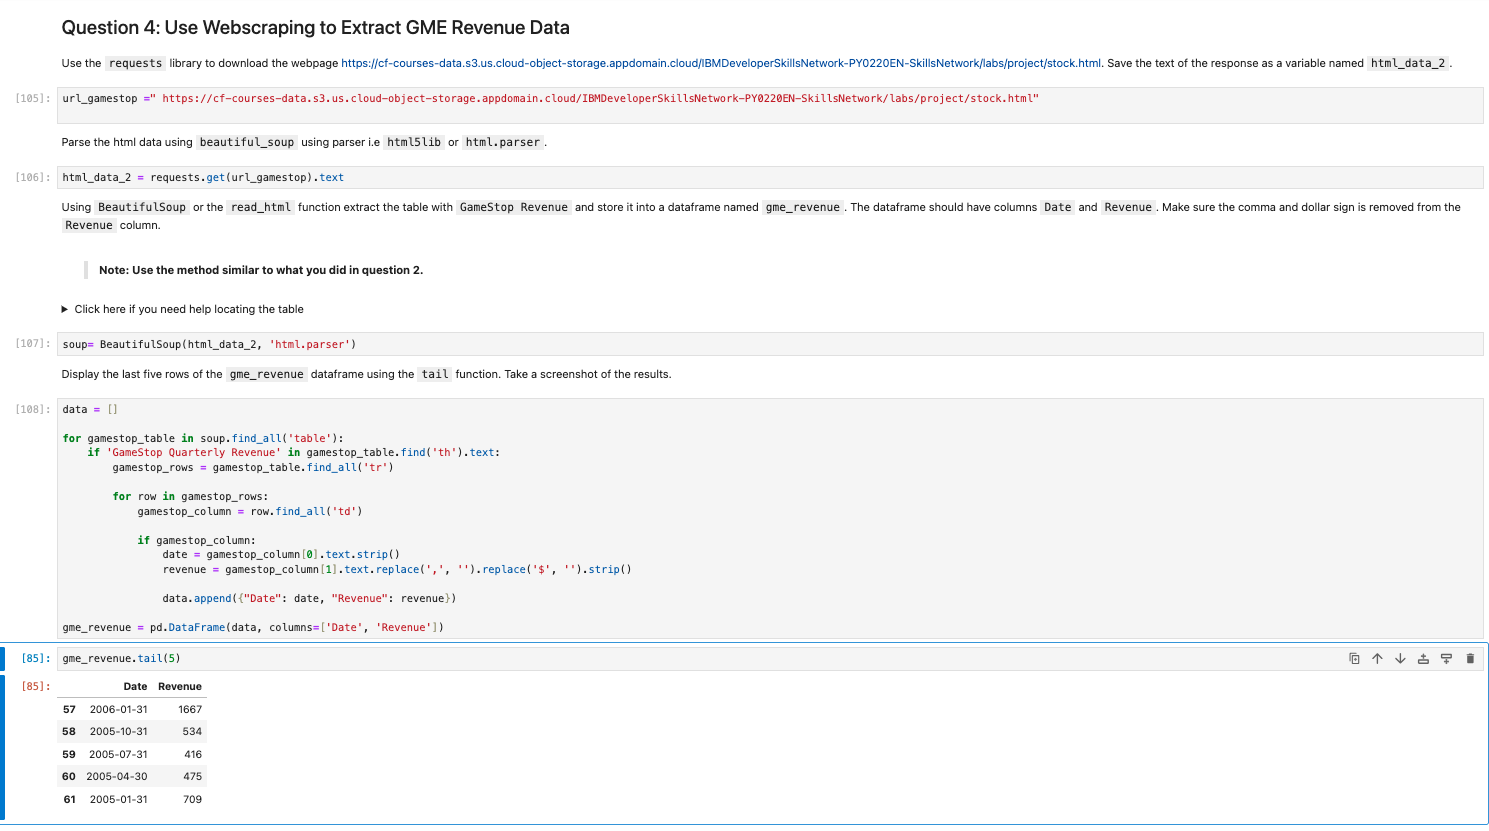 Question 4: Use Webscraping to Extract GME Revenue Data
Use the requests library to download the webpage https://cf-courses-data.s3.us.cloud-object-storage.appdomain.cloud/IBMDeveloperSkillsNetwork-PY0220EN-SkillsNetwork/labs/project/stock.html. Save the text of the response as a variable named html_data_2 .
[105]: url_gamestop =" https://cf-courses-data.s3.us.cloud-object-storage.appdomain.cloud/IBMDeveloperSkillsNetwork-PY0220EN-SkillsNetwork/labs/project/stock.html"
Parse the html data using beautiful_soup using parser i.e html5lib or html.parser .
[106]: html_data_2 = requests.get(url_gamestop).text
Using BeautifulSoup or the read_html function extract the table with GameStop Revenue and store it into a dataframe named gme_revenue . The dataframe should have columns Date and Revenue . Make sure the comma and dollar sign is removed from the
Revenue column.
Note: Use the method similar to what you did in question 2.
Click here if you need help locating the table
[107]: soup= BeautifulSoup(html_data_2, 'html.parser')
Display the last five rows of the gme_revenue dataframe using the tail function. Take a screenshot of the results.
[108]: data = []
for gamestop_table in soup.find_all('table'):
if 'GameStop Quarterly Revenue' in gamestop_table.find('th').text:
gamestop_rows = gamestop_table.find_all('tr')
for row in gamestop_rows:
gamestop_column = row.find_all('td')
if gamestop_column:
date = gamestop_column[0].text.strip()
revenue = gamestop_column[1].text.replace(',', '').replace('$', '').strip()
data.append({"Date": date, "Revenue": revenue})
gme_revenue = pd.DataFrame(data, columns=['Date', 'Revenue'])
[85]: gme_revenue.tail(5)
[85]: Date Revenue
57 2006-01-31 1667
58 2005-10-31 534
59 2005-07-31 416
60 2005-04-30 475
61 2005-01-31 709